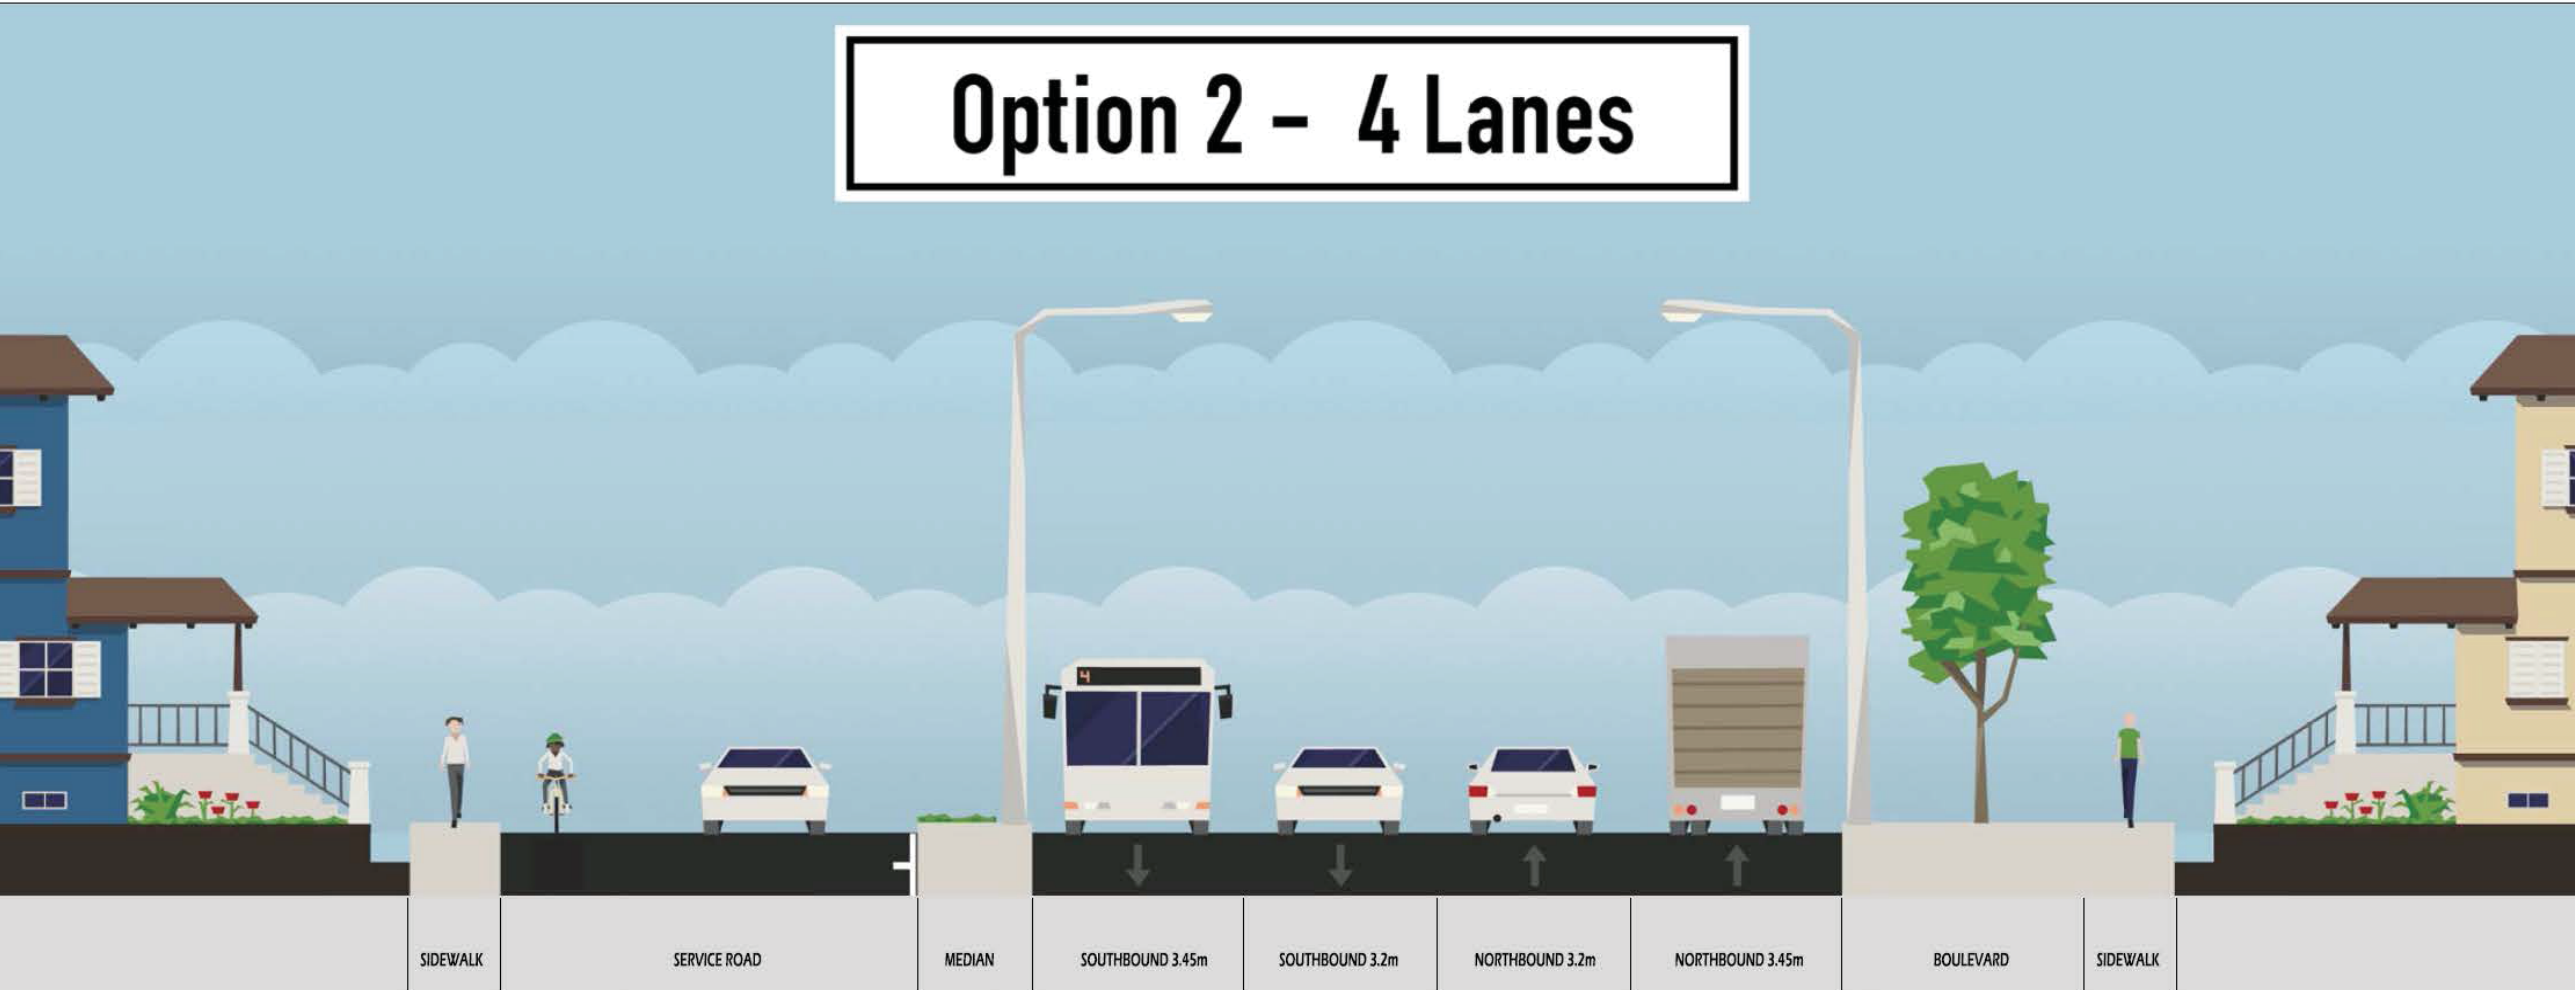 Option 2 - 4 Lanes
4
SIDEWALK
SERVICE ROAD
MEDIAN
SOUTHBOUND 3.45m
SOUTHBOUND 3.2m
NORTHBOUND 3.2m
NORTHBOUND 3.45m
BOULEVARD
SIDEWALK